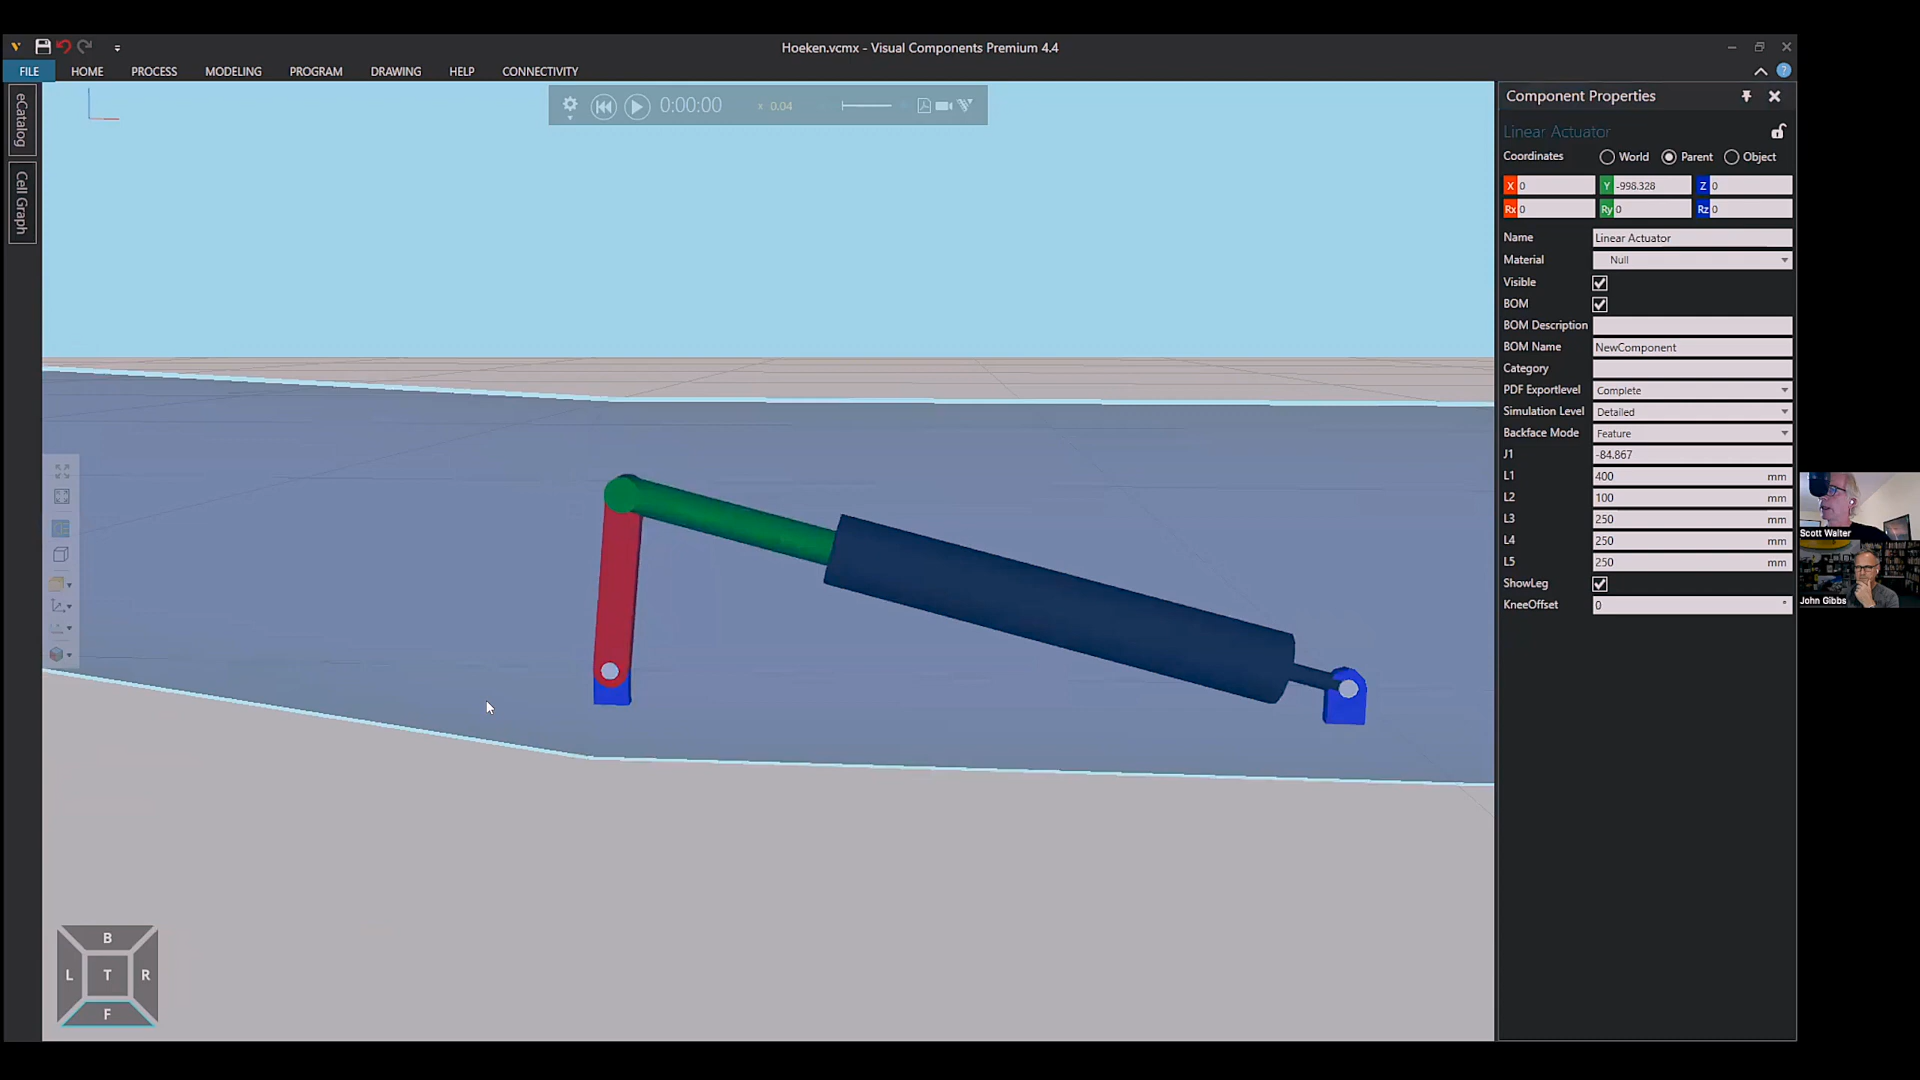 Hoeken.vcmx - Visual Components Premium 4.4
FILE HOME PROCESS MODELING PROGRAM DRAWING HELP CONNECTIVITY
eCatalog
Cell Graph
0:00:00 x 0.04
Component Properties
Linear Actuator
Coordinates World Parent Object
X 0 Y -998.328 Z 0
Rx 0 Ry 0 Rz 0
Name Linear Actuator
Material Null
Visible
BOM
BOM Description
BOM Name NewComponent
Category
PDF Exportlevel Complete
Simulation Level Detailed
Backface Mode Feature
J1 -84.867
L1 400 mm
L2 100 mm
L3 250 mm
L4 250 mm
L5 250 mm
ShowLeg
KneeOffset 0 °
Scott Walter
John Gibbs
B
L T R
F